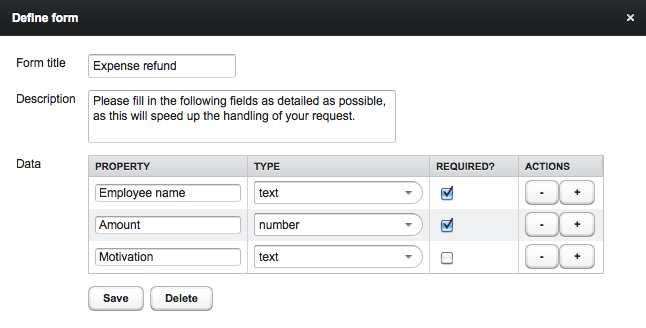 Define form ×
Form title Expense refund
Description Please fill in the following fields as detailed as possible,
as this will speed up the handling of your request.
Data PROPERTY TYPE REQUIRED? ACTIONS
Employee name text - +
Amount number - +
Motivation text - +
Save Delete